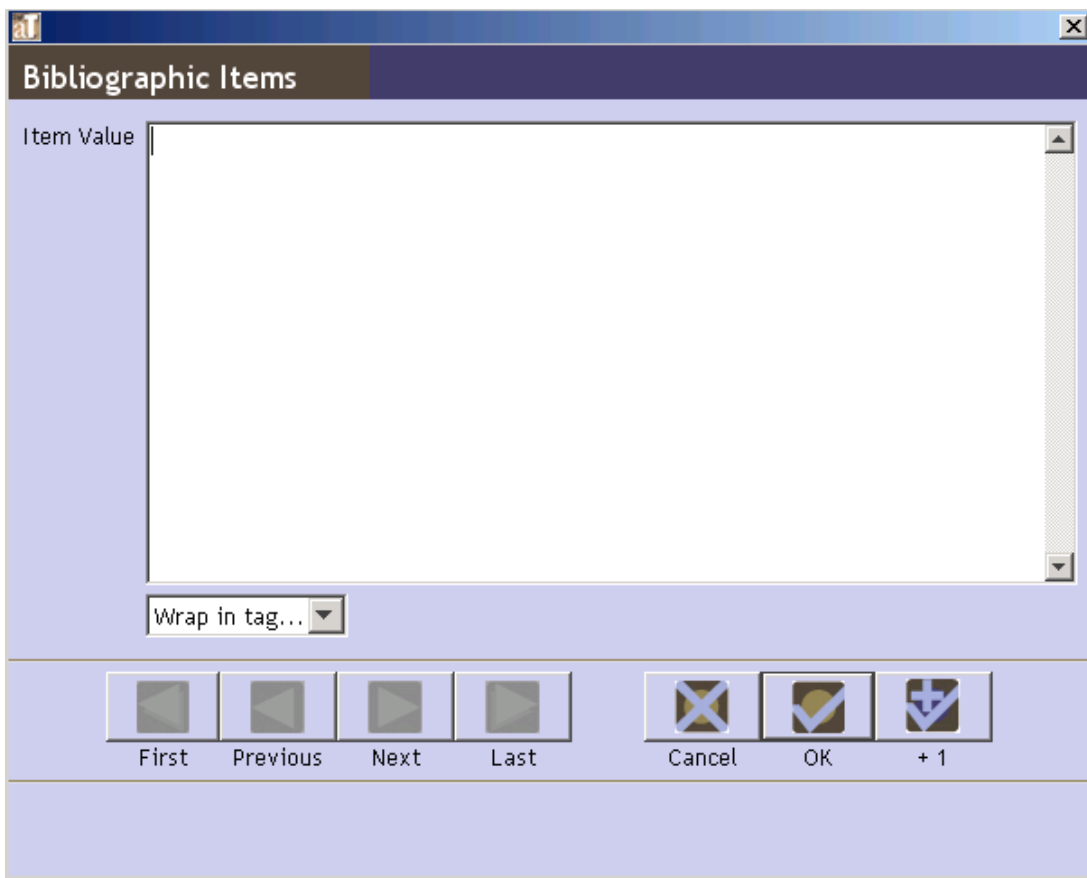 aT
Bibliographic Items
Item Value
Wrap in tag...
First Previous Next Last Cancel OK + 1